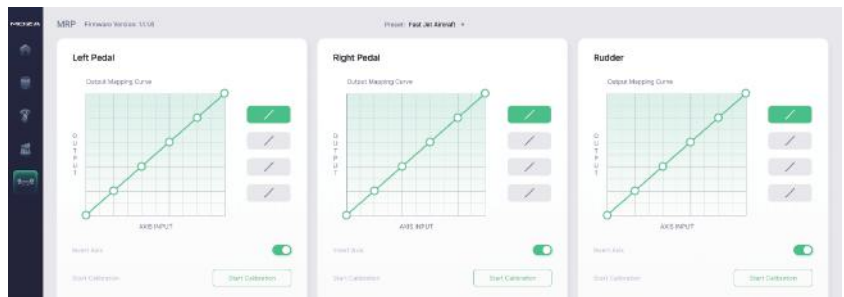 MOZA
MRP Firmware Version:
Preset: Fast Jet Aircraft
Left Pedal
Output Mapping Curve
OUTPUT
AXIS INPUT
Invert Axis
Start Calibration
Start Calibration
Right Pedal
Output Mapping Curve
OUTPUT
AXIS INPUT
Invert Axis
Start Calibration
Start Calibration
Rudder
Output Mapping Curve
OUTPUT
AXIS INPUT
Invert Axis
Start Calibration
Start Calibration